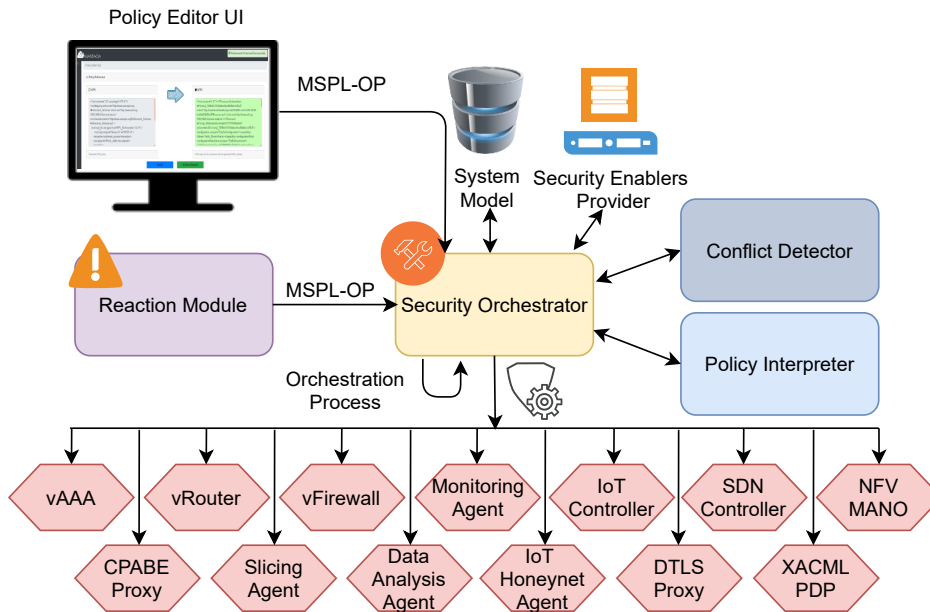 Policy Editor UI
MSPL-OP
System
Model
Security Enablers
Provider
Conflict Detector
Reaction Module
MSPL-OP
Security Orchestrator
Policy Interpreter
Orchestration
Process
vAAA
vRouter
vFirewall
Monitoring
Agent
IoT
Controller
SDN
Controller
NFV
MANO
CPABE
Proxy
Slicing
Agent
Data
Analysis
Agent
IoT
Honeynet
Agent
DTLS
Proxy
XACML
PDP